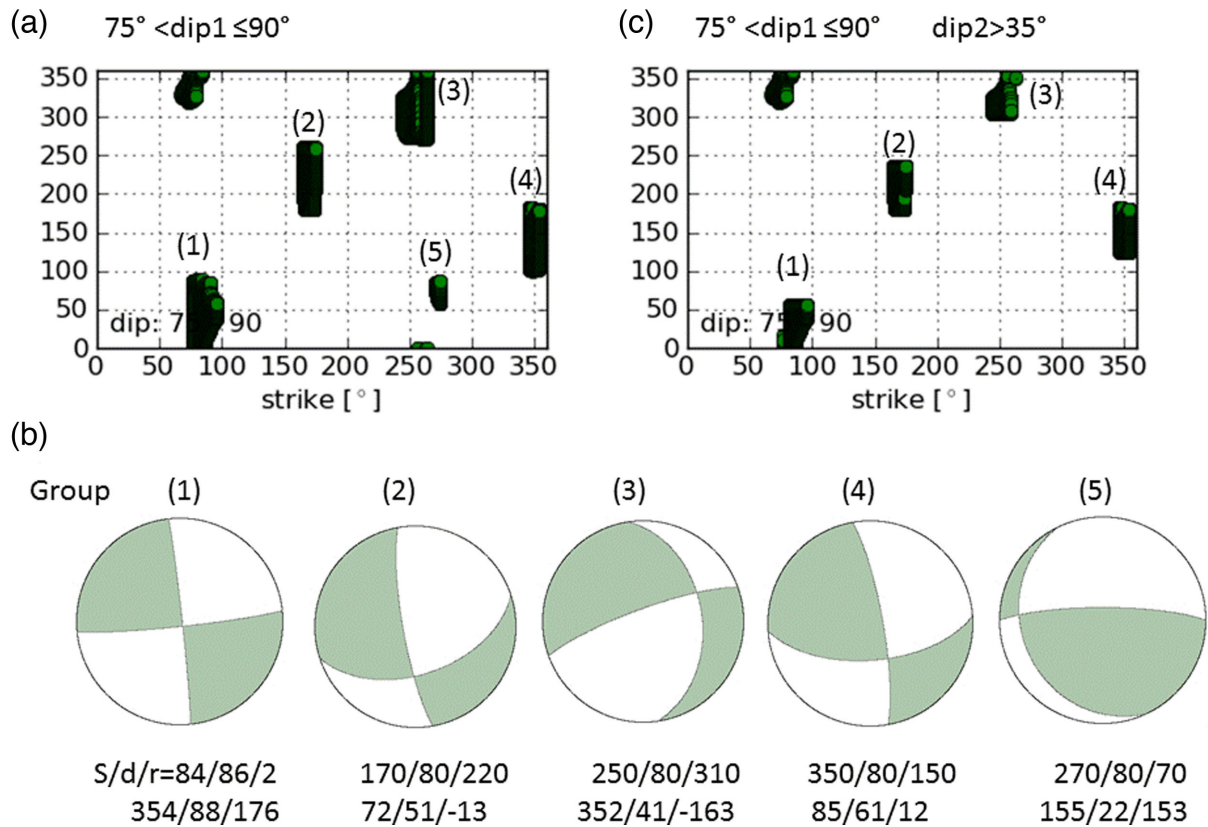 (a) 75° <dip1 ≤90°
350
300
250
200
150
100
50
0
(1)
(2)
(3)
(4)
(5)
dip: 75 90
0 50 100 150 200 250 300 350
strike [°]
(c) 75° <dip1 ≤90° dip2>35°
350
300
250
200
150
100
50
0
(1)
(2)
(3)
(4)
dip: 75 90
0 50 100 150 200 250 300 350
strike [°]
(b)
Group (1) (2) (3) (4) (5)
S/d/r=84/86/2 170/80/220 250/80/310 350/80/150 270/80/70
354/88/176 72/51/-13 352/41/-163 85/61/12 155/22/153